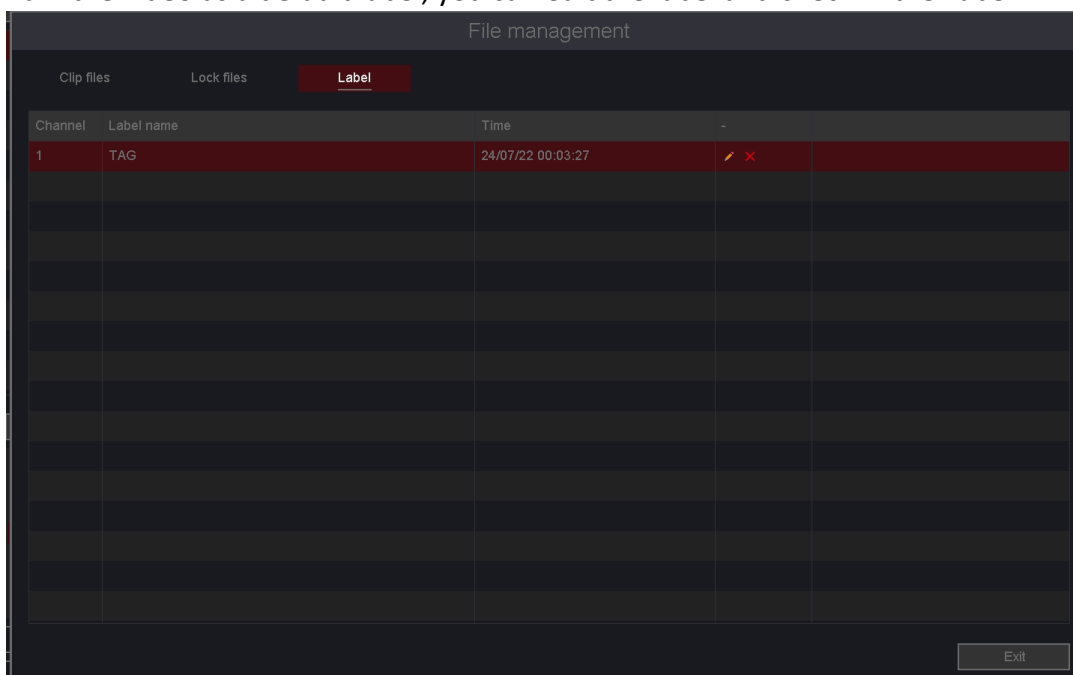 File management
Clip files Lock files Label
Channel Label name Time -
1 TAG 24/07/22 00:03:27
Exit